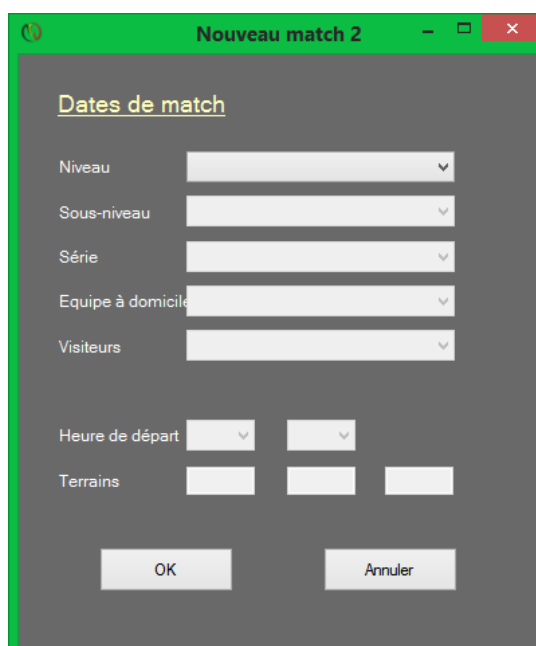 Nouveau match 2
Dates de match
Niveau
Sous-niveau
Série
Equipe à domicile
Visiteurs
Heure de départ
Terrains
OK Annuler